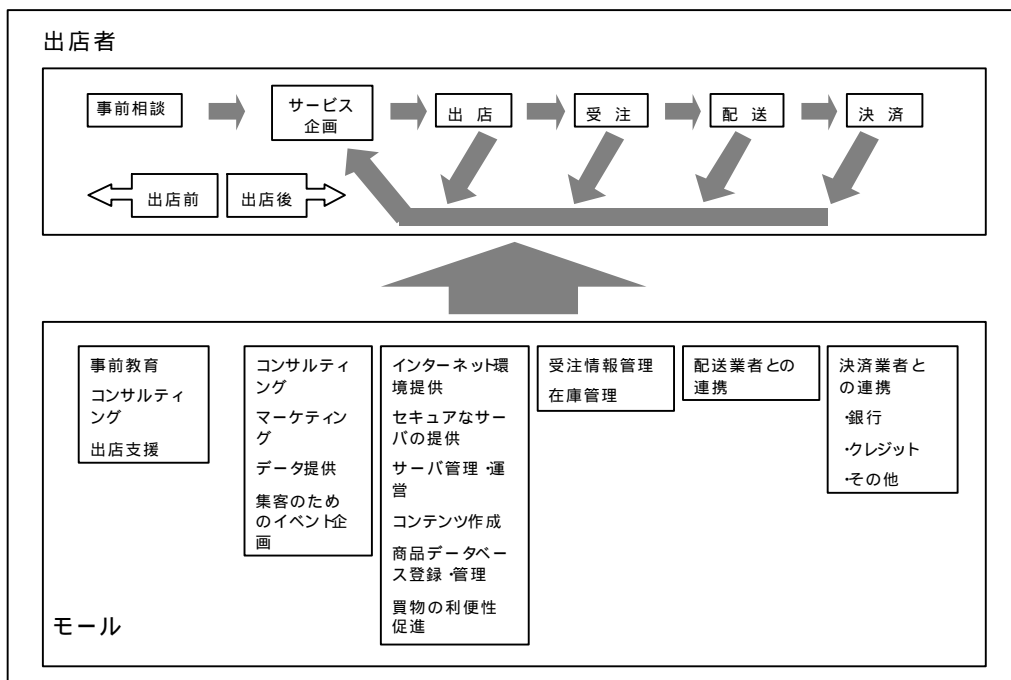 出店者
事前相談
サービス
企画
出 店
受 注
配 送
決 済
出店前
出店後
事前教育
コンサルティ
ング
出店支援
コンサルティ
ング
マーケティン
グ
データ提供
集客のため
のイベント企
画
インターネット環
境提供
セキュアなサー
バの提供
サーバ管理・運
営
コンテンツ作成
商品データベー
ス登録・管理
買物の利便性
促進
受注情報管理
在庫管理
配送業者との
連携
決済業者と
の連携
・銀行
・クレジット
・その他
モール